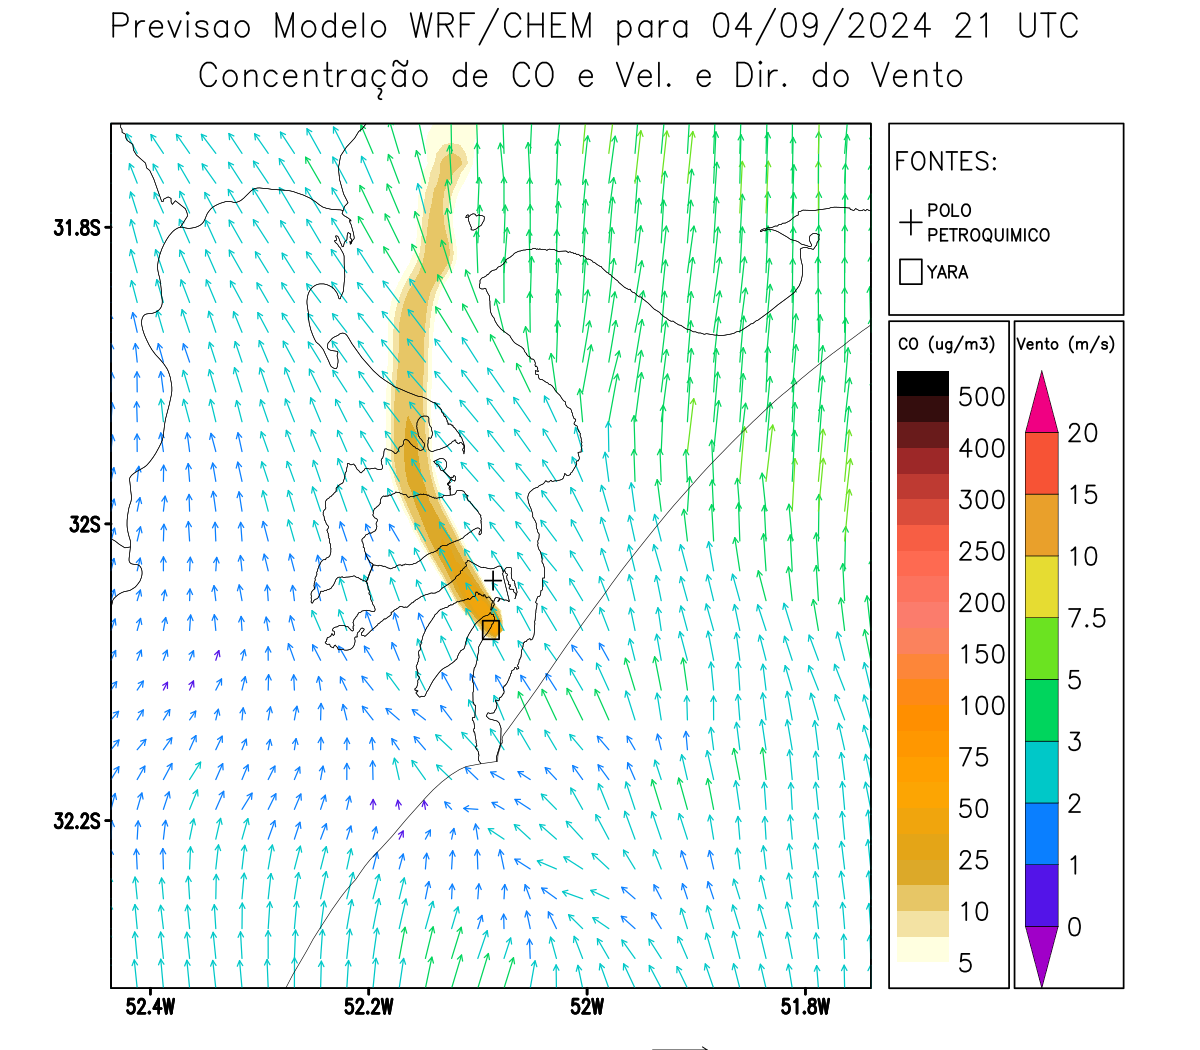 Previsao Modelo WRF/CHEM para 04/09/2024 21 UTC
Concentração de CO e Vel. e Dir. do Vento
FONTES:
POLO
PETROQUIMICO
YARA
CO (ug/m3)
500
400
300
250
200
150
100
75
50
25
10
5
Vento (m/s)
20
15
10
7.5
5
3
2
1
0
31.8S
32S
32.2S
52.4W
52.2W
52W
51.8W